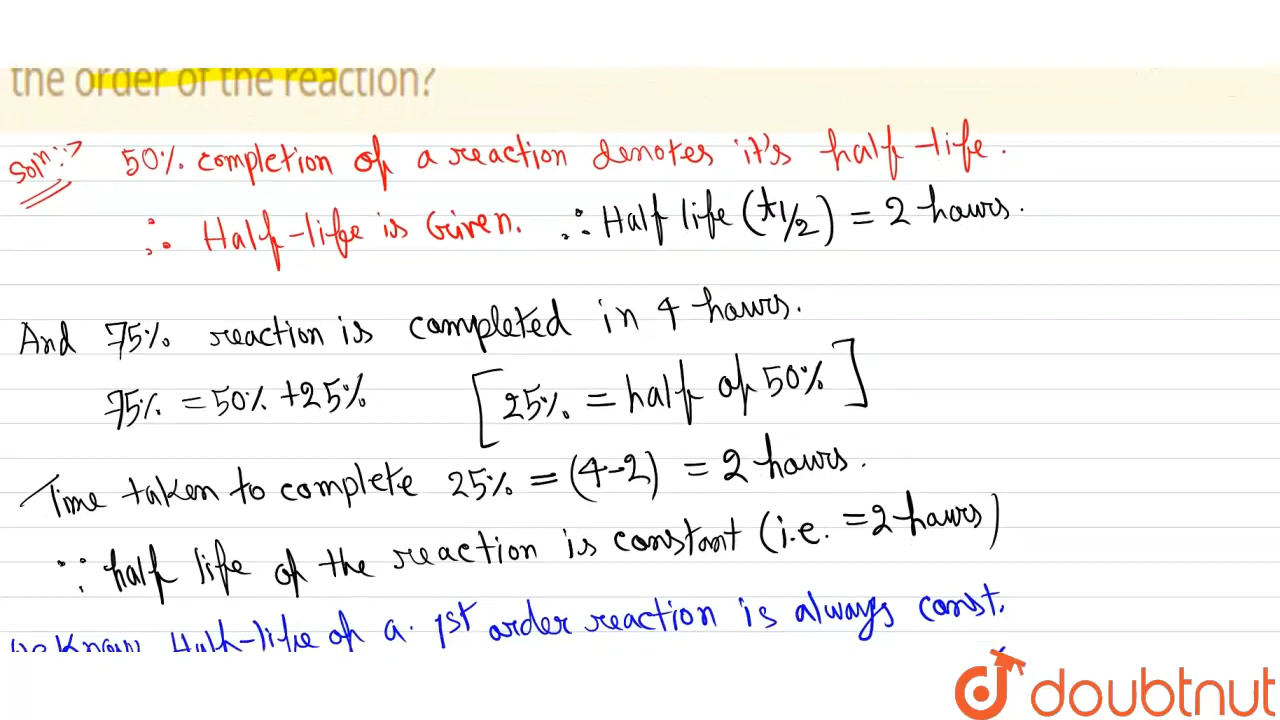 the order of the reaction?
Soln:->
50% completion of a reaction denotes it's half-life.
∴ Half-life is Given. ∴ Half life (t1/2) = 2 hours.
And 75% reaction is completed in 4 hours.
75% = 50% + 25% [25% = half of 50%]
Time taken to complete 25% = (4-2) = 2 hours.
∵ half life of the reaction is constant (i.e. = 2 hours)
We know, Half-life of a 1st order reaction is always const.
doubtnut